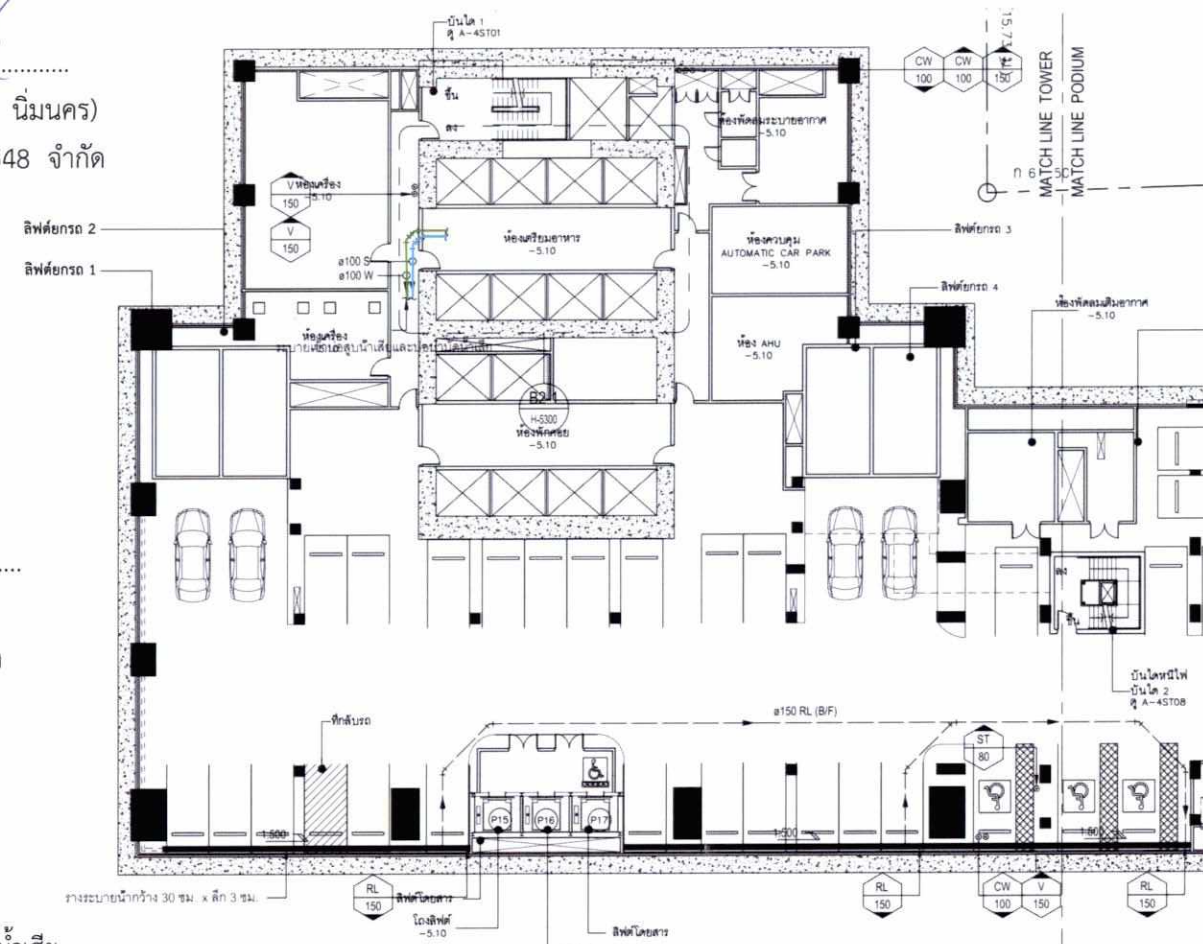 นิ่มนคร)
48 จำกัด
บันได 1
ดู A-4ST01
ขึ้น
ลง
CW
100
CW
100
150
15.7
MATCH LINE TOWER
MATCH LINE PODIUM
ห้องพัดลมระบายอากาศ
-5.10
V
150
ห้องเครื่อง
-5.10
V
150
ลิฟต์ยกรถ 2
ลิฟต์ยกรถ 1
ø100 S
ø100 W
ห้องเตรียมอาหาร
-5.10
ห้องควบคุม
AUTOMATIC CAR PARK
-5.10
ลิฟต์ยกรถ 3
ลิฟต์ยกรถ 4
ห้องพัดลมเติมอากาศ
-5.10
ห้องเครื่อง
ห้อง AHU
-5.10
B2-1
H-5300
ห้องพักคอย
-5.10
ลง
ขึ้น
บันไดหนีไฟ
บันได 2
ดู A-4ST08
ที่กลับรถ
ø150 RL (B/F)
ST
80
P15
P16
P17
1:500
1:500
1:500
รางระบายน้ำกว้าง 30 ซม. x ลึก 3 ซม.
RL
150
ลิฟต์โดยสาร
โถงลิฟต์
-5.10
ลิฟต์โดยสาร
RL
150
CW
100
V
150
RL
150